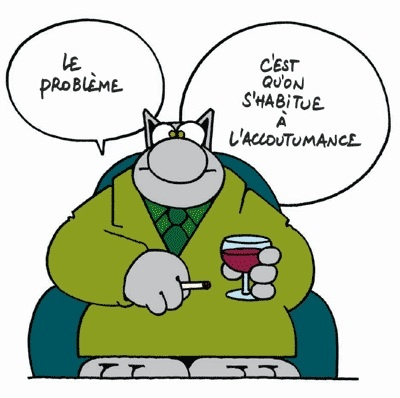 LE
PROBLÈME
C'EST
QU'ON
S'HABITUE
À
L'ACCOUTUMANCE